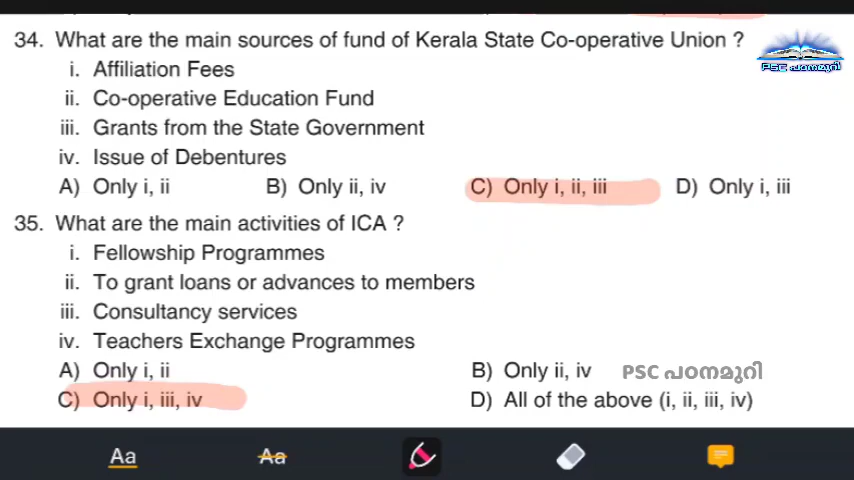 34. What are the main sources of fund of Kerala State Co-operative Union ?
PSC പഠനമുറി
i. Affiliation Fees
ii. Co-operative Education Fund
iii. Grants from the State Government
iv. Issue of Debentures
A) Only i, ii B) Only ii, iv C) Only i, ii, iii D) Only i, iii
35. What are the main activities of ICA ?
i. Fellowship Programmes
ii. To grant loans or advances to members
iii. Consultancy services
iv. Teachers Exchange Programmes
A) Only i, ii B) Only ii, iv PSC പഠനമുറി
C) Only i, iii, iv D) All of the above (i, ii, iii, iv)
Aa Aa